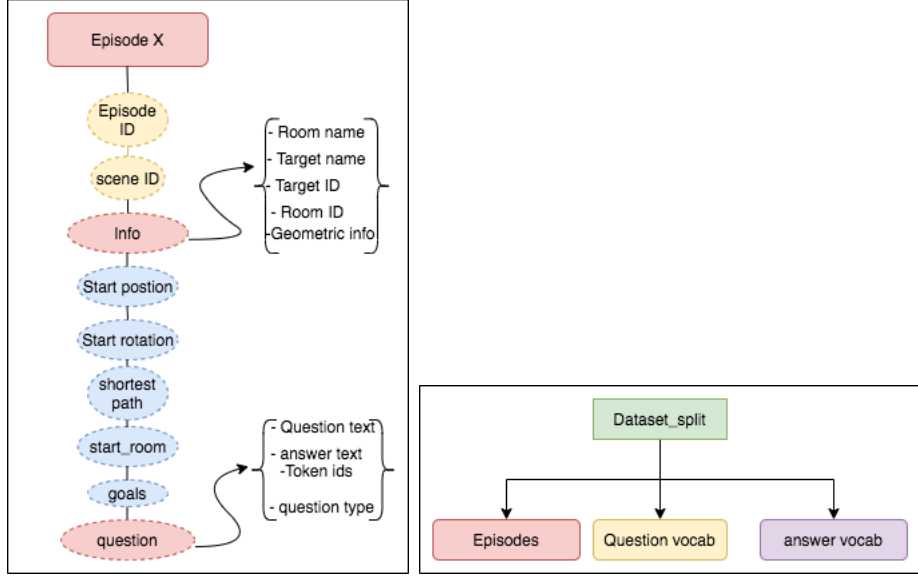 Episode X
Episode
ID
scene ID
Info
- Room name
- Target name
- Target ID
- Room ID
-Geometric info
Start postion
Start rotation
shortest
path
start_room
goals
question
- Question text
- answer text
-Token ids
- question type
Dataset_split
Episodes
Question vocab
answer vocab